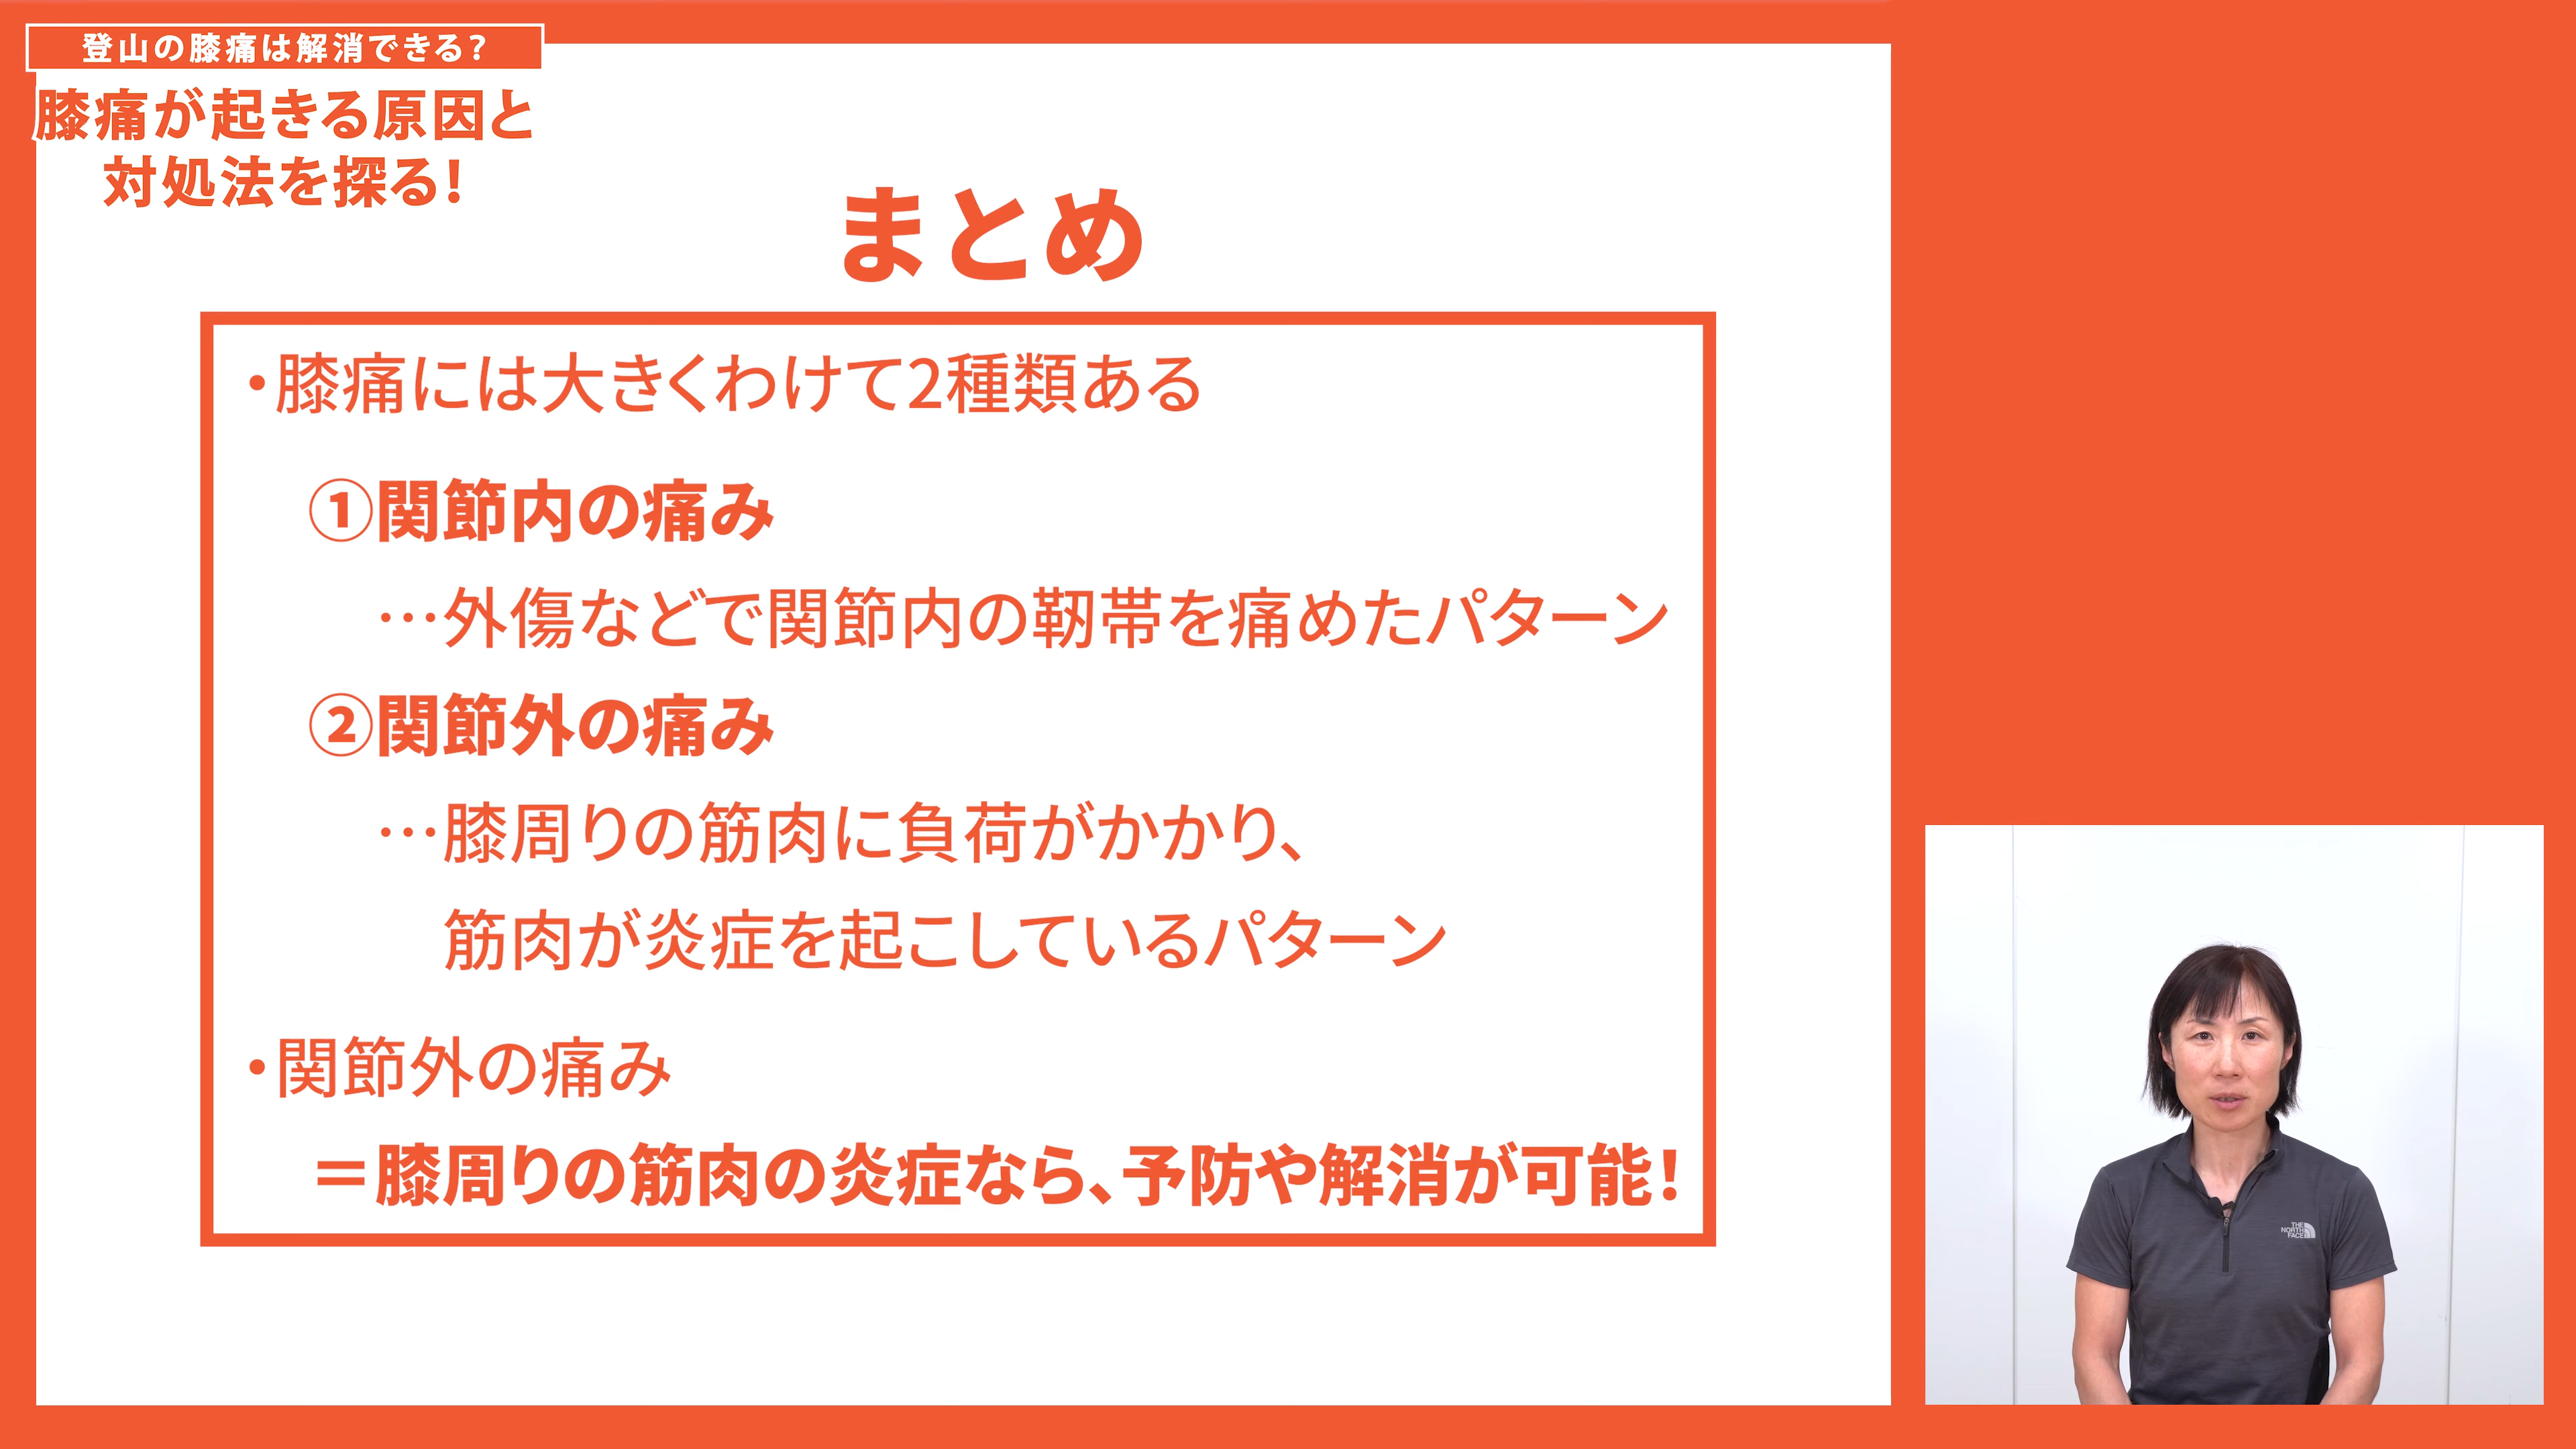 登山の膝痛は解消できる?
膝痛が起きる原因と
対処法を探る!
まとめ
・膝痛には大きくわけて2種類ある
①関節内の痛み
…外傷などで関節内の靭帯を痛めたパターン
②関節外の痛み
…膝周りの筋肉に負荷がかかり、
筋肉が炎症を起こしているパターン
・関節外の痛み
＝膝周りの筋肉の炎症なら、予防や解消が可能!
THE
NORTH
FACE